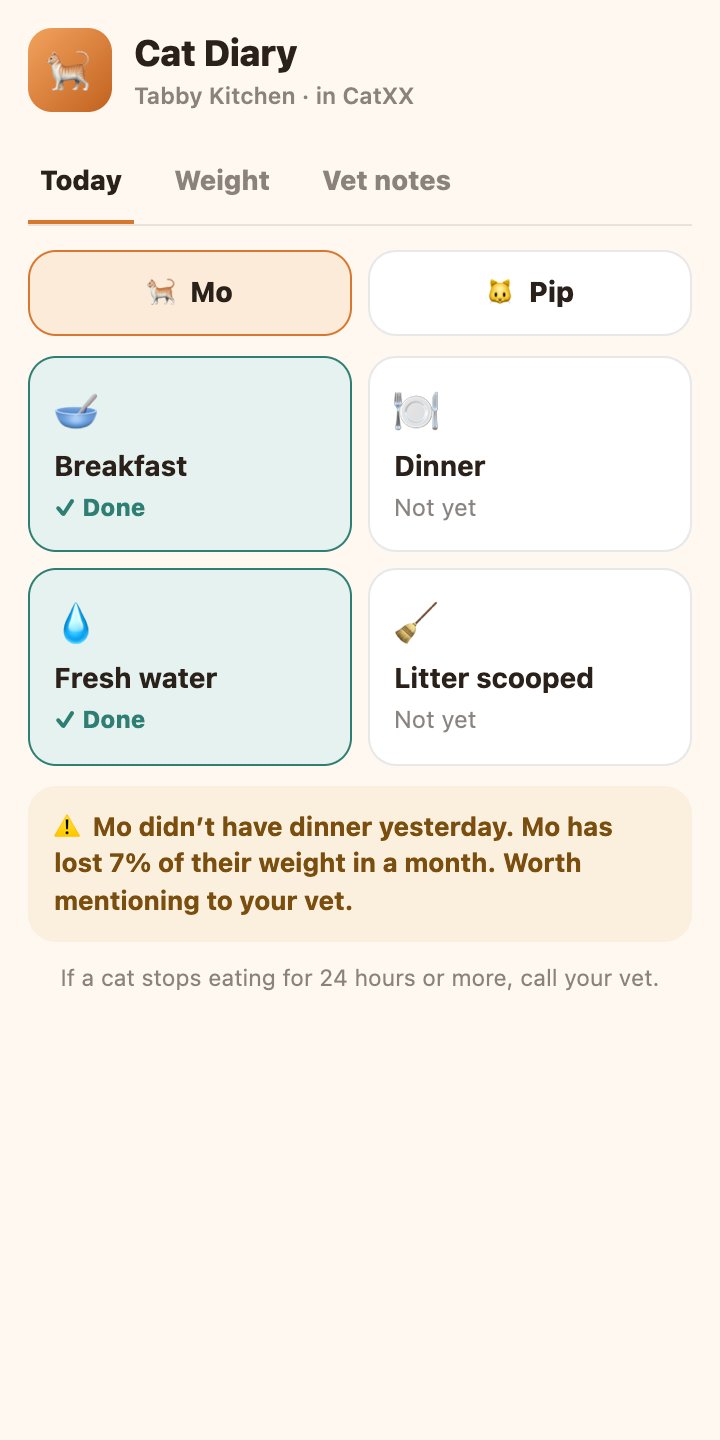 Cat Diary
Tabby Kitchen · in CatXX
Today Weight Vet notes
Mo Pip
Breakfast
✓ Done
Dinner
Not yet
Fresh water
✓ Done
Litter scooped
Not yet
Mo didn’t have dinner yesterday. Mo has
lost 7% of their weight in a month. Worth
mentioning to your vet.
If a cat stops eating for 24 hours or more, call your vet.